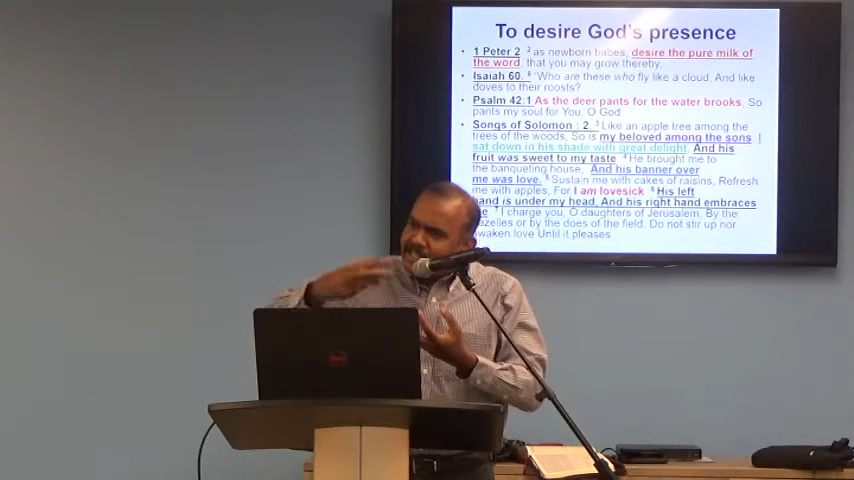 To desire God's presence
• 1 Peter 2 2 as newborn babes, desire the pure milk of
the word, that you may grow thereby,
• Isaiah 60. 8 "Who are these who fly like a cloud, And like
doves to their roosts?
• Psalm 42:1 As the deer pants for the water brooks, So
pants my soul for You, O God
• Songs of Solomon : 2. 3 Like an apple tree among the
trees of the woods, So is my beloved among the sons I
sat down in his shade with great delight, And his
fruit was sweet to my taste 4 He brought me to
the banqueting house, And his banner over
me was love. 5 Sustain me with cakes of raisins, Refresh
me with apples, For I am lovesick 6 His left
hand is under my head, And his right hand embraces
7 I charge you, O daughters of Jerusalem, By the
gazelles or by the does of the field, Do not stir up nor
awaken love Until it pleases
DELL